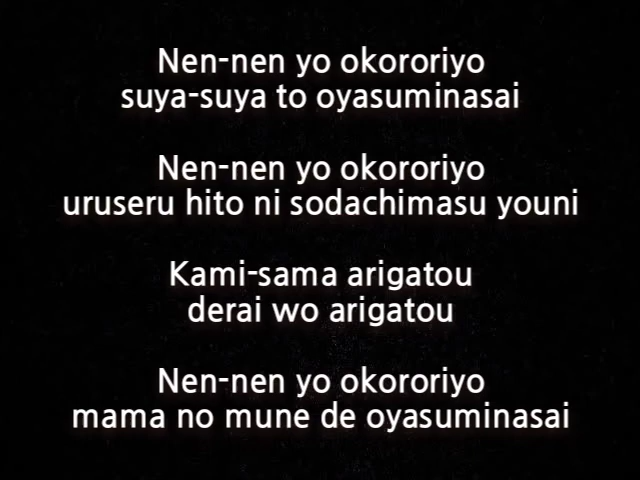 Nen-nen yo okororiyo
suya-suya to oyasuminasai
Nen-nen yo okororiyo
uruseru hito ni sodachimasu youni
Kami-sama arigatou
derai wo arigatou
Nen-nen yo okororiyo
mama no mune de oyasuminasai